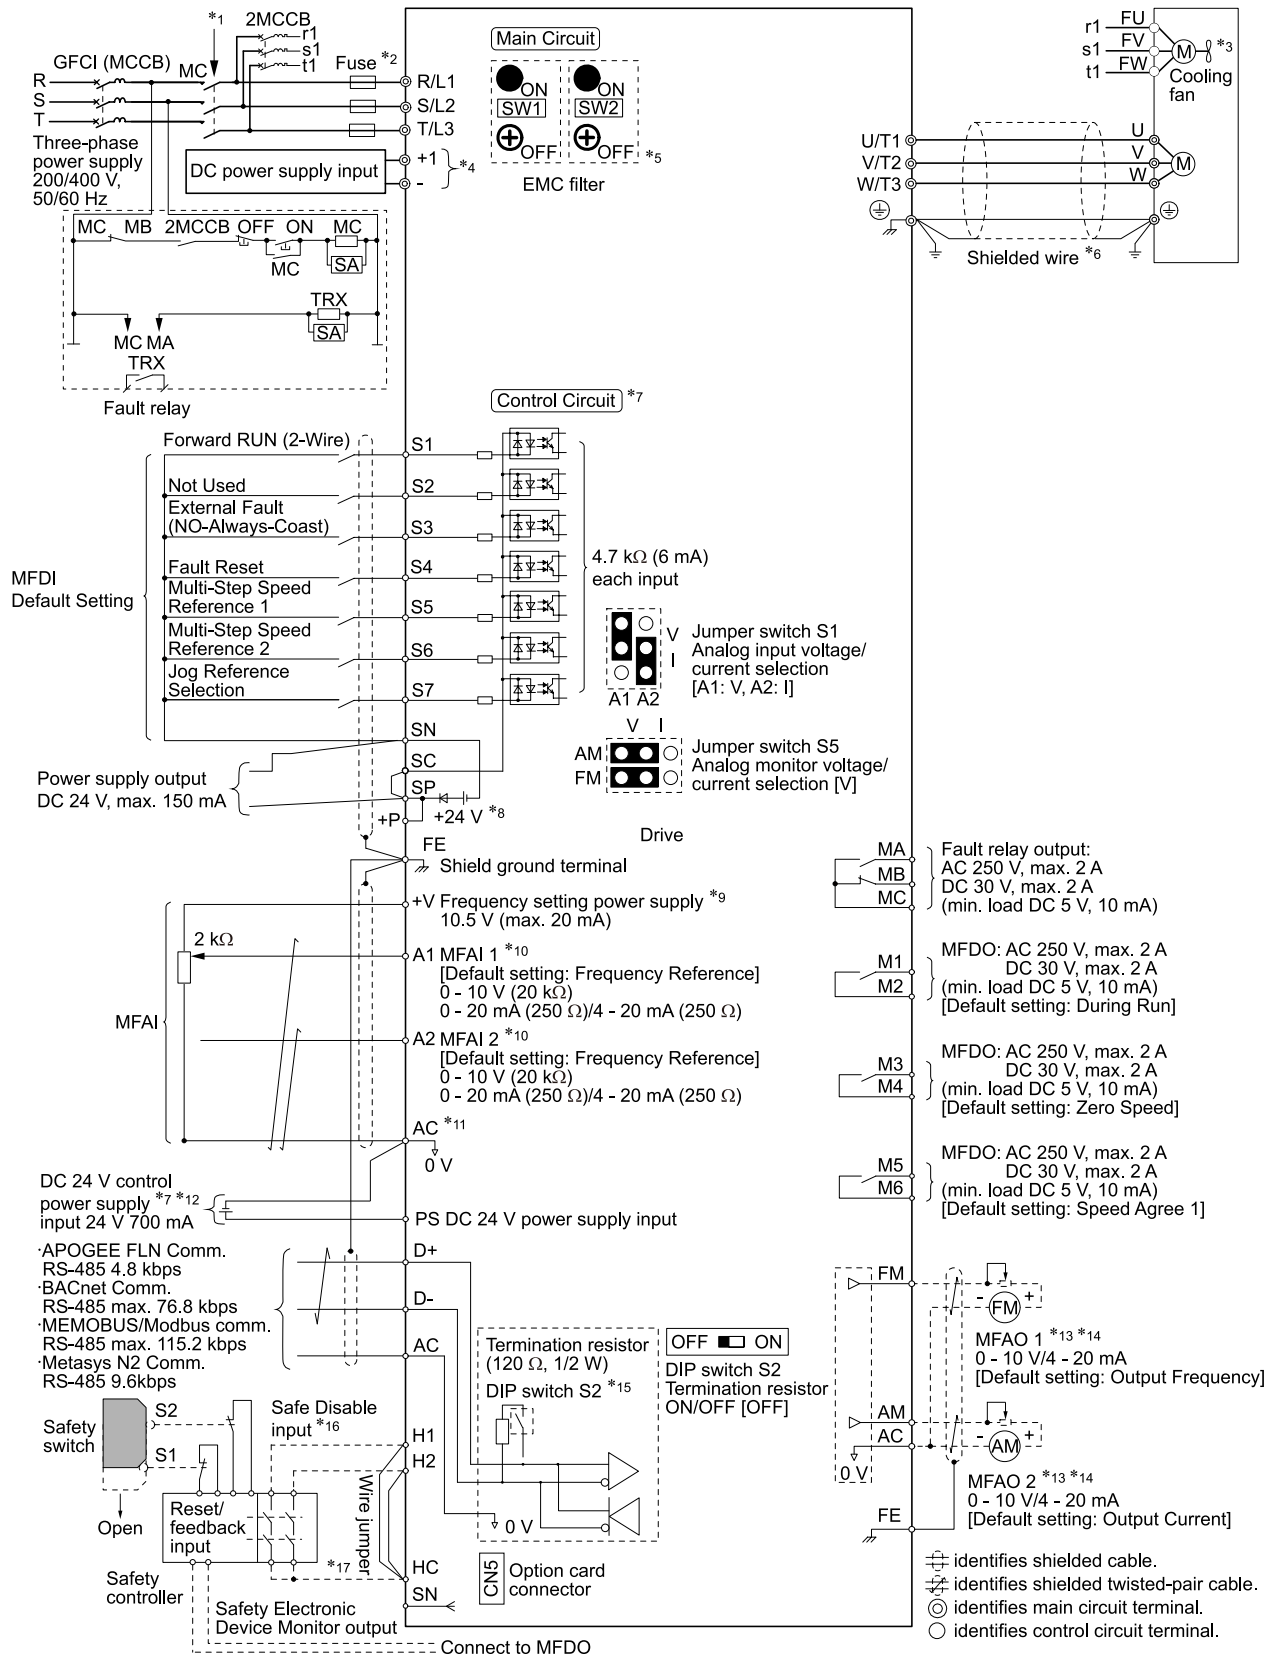 *1
2MCCB
r1
s1
t1
GFCI (MCCB)
MC
Fuse *2
R
S
T
R/L1
S/L2
T/L3
Three-phase
power supply
200/400 V,
50/60 Hz
DC power supply input
+1
-
*4
Main Circuit
ON
SW1
OFF
ON
SW2
OFF
*5
EMC filter
r1
FU
s1
FV
t1
FW
M
*3
Cooling
fan
U/T1
V/T2
W/T3
U
V
W
M
Shielded wire *6
MC
MB
2MCCB
OFF
ON
MC
MC
SA
TRX
SA
MC
MA
TRX
Fault relay
Control Circuit *7
MFDI
Default Setting
Forward RUN (2-Wire)
S1
Not Used
S2
External Fault
(NO-Always-Coast)
S3
Fault Reset
S4
Multi-Step Speed
Reference 1
S5
Multi-Step Speed
Reference 2
S6
Jog Reference
Selection
S7
4.7 kΩ (6 mA)
each input
V
I
A1 A2
Jumper switch S1
Analog input voltage/
current selection
[A1: V, A2: I]
V I
AM
FM
Jumper switch S5
Analog monitor voltage/
current selection [V]
SN
SC
SP
+P
+24 V *8
Power supply output
DC 24 V, max. 150 mA
Drive
FE
Shield ground terminal
MFAI
2 kΩ
+V Frequency setting power supply *9
10.5 V (max. 20 mA)
A1 MFAI 1 *10
[Default setting: Frequency Reference]
0 - 10 V (20 kΩ)
0 - 20 mA (250 Ω)/4 - 20 mA (250 Ω)
A2 MFAI 2 *10
[Default setting: Frequency Reference]
0 - 10 V (20 kΩ)
0 - 20 mA (250 Ω)/4 - 20 mA (250 Ω)
AC *11
0 V
DC 24 V control
power supply *7 *12
input 24 V 700 mA
PS DC 24 V power supply input
MA
MB
MC
Fault relay output:
AC 250 V, max. 2 A
DC 30 V, max. 2 A
(min. load DC 5 V, 10 mA)
M1
M2
MFDO: AC 250 V, max. 2 A
DC 30 V, max. 2 A
(min. load DC 5 V, 10 mA)
[Default setting: During Run]
M3
M4
MFDO: AC 250 V, max. 2 A
DC 30 V, max. 2 A
(min. load DC 5 V, 10 mA)
[Default setting: Zero Speed]
M5
M6
MFDO: AC 250 V, max. 2 A
DC 30 V, max. 2 A
(min. load DC 5 V, 10 mA)
[Default setting: Speed Agree 1]
·APOGEE FLN Comm.
RS-485 4.8 kbps
·BACnet Comm.
RS-485 max. 76.8 kbps
·MEMOBUS/Modbus comm.
RS-485 max. 115.2 kbps
·Metasys N2 Comm.
RS-485 9.6kbps
D+
D-
AC
Termination resistor
(120 Ω, 1/2 W)
DIP switch S2 *15
0 V
OFF ON
DIP switch S2
Termination resistor
ON/OFF [OFF]
CN5
Option card
connector
FM
- +
FM
MFAO 1 *13 *14
0 - 10 V/4 - 20 mA
[Default setting: Output Frequency]
AM
AC
0 V
- +
AM
MFAO 2 *13 *14
0 - 10 V/4 - 20 mA
[Default setting: Output Current]
FE
Safety
switch
S2
S1
Open
Safe Disable
input *16
H1
H2
Wire jumper
HC
SN
Reset/
feedback
input
*17
Safety
controller
Safety Electronic
Device Monitor output
Connect to MFDO
identifies shielded cable.
identifies shielded twisted-pair cable.
identifies main circuit terminal.
identifies control circuit terminal.